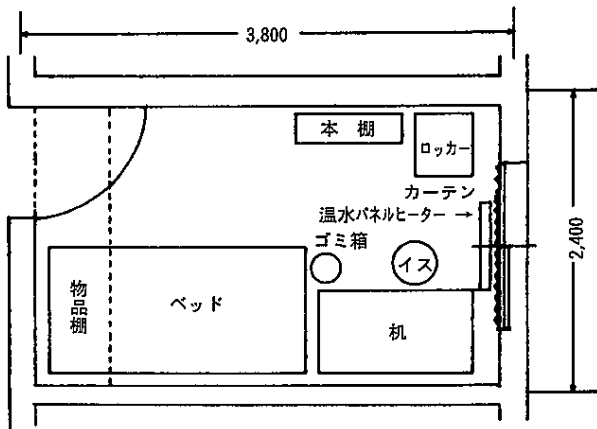 3,800
本棚
ロッカー
カーテン
温水パネルヒーター →
ゴミ箱
イス
2,400
物品棚
ベッド
机